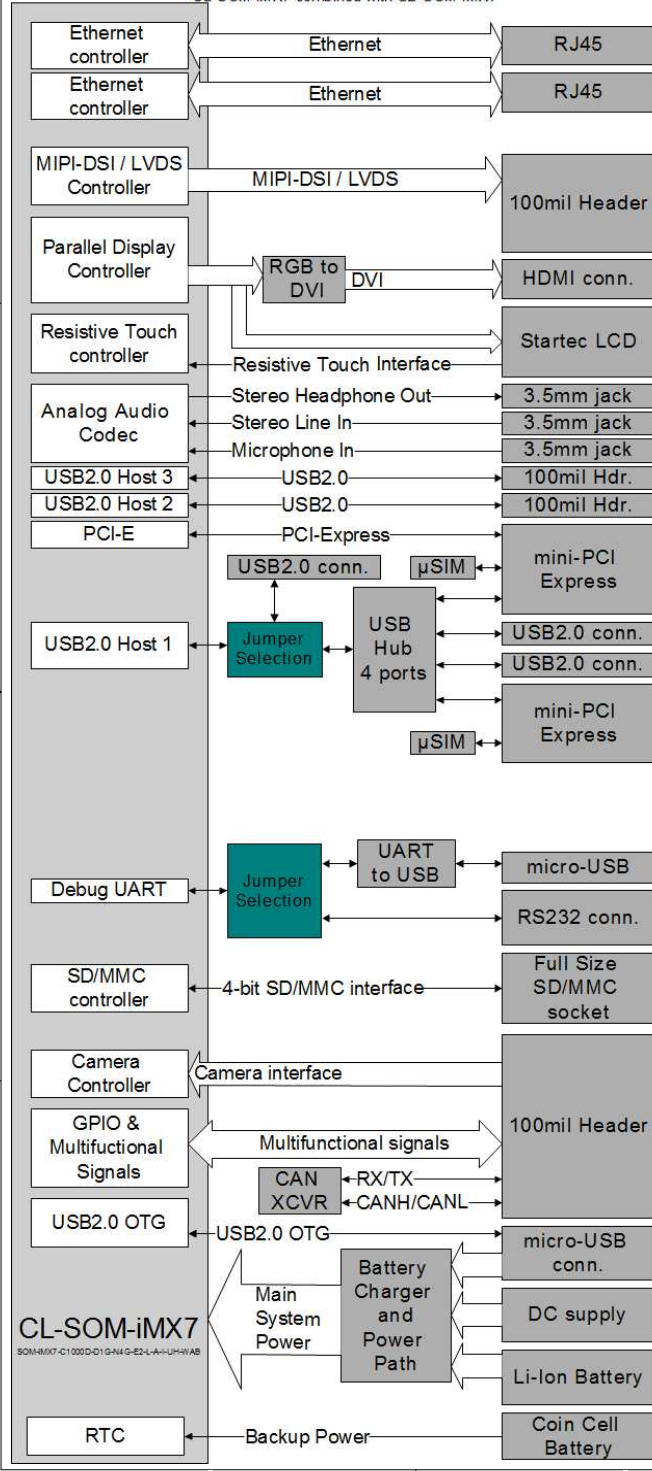 Ethernet
controller
Ethernet
RJ45
Ethernet
controller
Ethernet
RJ45
MIPI-DSI / LVDS
Controller
MIPI-DSI / LVDS
100mil Header
Parallel Display
Controller
RGB to
DVI
DVI
HDMI conn.
Resistive Touch
controller
Startec LCD
Resistive Touch Interface
Analog Audio
Codec
Stereo Headphone Out
3.5mm jack
Stereo Line In
3.5mm jack
Microphone In
3.5mm jack
USB2.0 Host 3
USB2.0
100mil Hdr.
USB2.0 Host 2
USB2.0
100mil Hdr.
PCI-E
PCI-Express
mini-PCI
Express
USB2.0 conn.
µSIM
USB2.0 Host 1
Jumper
Selection
USB
Hub
4 ports
USB2.0 conn.
USB2.0 conn.
mini-PCI
Express
µSIM
Debug UART
Jumper
Selection
UART
to USB
micro-USB
RS232 conn.
SD/MMC
controller
4-bit SD/MMC interface
Full Size
SD/MMC
socket
Camera
Controller
Camera interface
100mil Header
GPIO &
Multifuctional
Signals
Multifunctional signals
CAN
XCVR
RX/TX
CANH/CANL
USB2.0 OTG
USB2.0 OTG
micro-USB
conn.
Battery
Charger
and
Power
Path
Main
System
Power
DC supply
Li-Ion Battery
CL-SOM-iMX7
SOM-iMX7-C1000D-D1G-N4G-E2-L-A-I-UH-WAB
RTC
Backup Power
Coin Cell
Battery